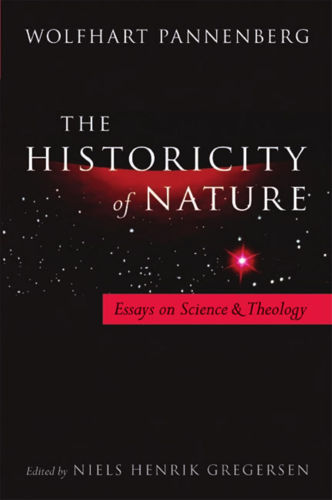 WOLFHART PANNENBERG
THE
HISTORICITY
of NATURE
Essays on Science & Theology
Edited by NIELS HENRIK GREGERSEN